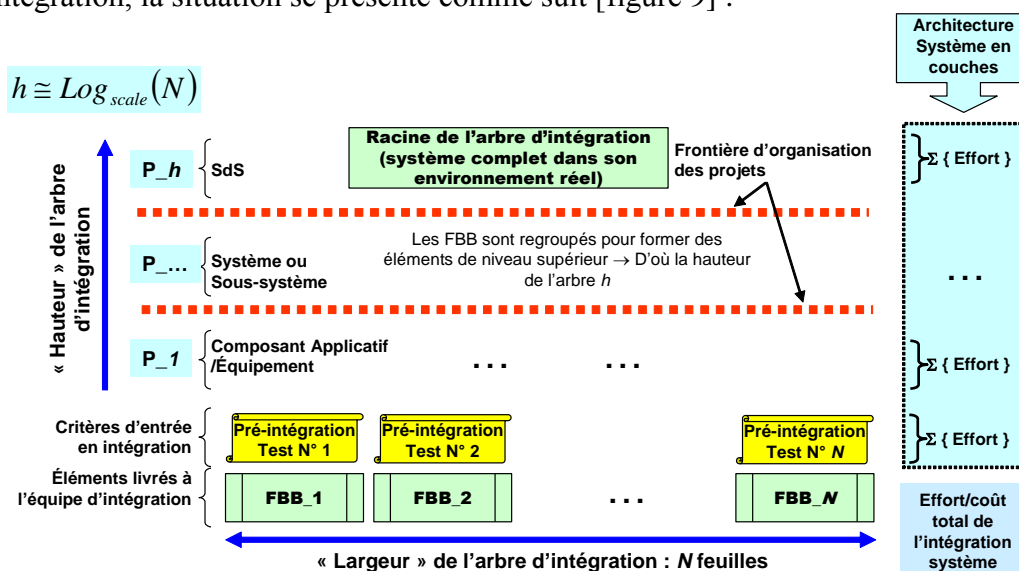 intégration, la situation se présente comme suit [figure 9] :
Architecture
Système en
couches
h ≅ Log scale (N)
Racine de l'arbre d'intégration
(système complet dans son
environnement réel)
Frontière d'organisation
des projets
P_h
SdS
Σ { Effort }
« Hauteur » de l'arbre
d'intégration
Les FBB sont regroupés pour former des
éléments de niveau supérieur → D'où la hauteur
de l'arbre h
P_...
Système ou
Sous-système
...
P_1
Composant Applicatif
/Équipement
... ...
Σ { Effort }
Critères d'entrée
en intégration
Pré-intégration
Test N° 1
Pré-intégration
Test N° 2
Pré-intégration
Test N° N
Σ { Effort }
Éléments livrés à
l'équipe d'intégration
FBB_1
FBB_2
...
FBB_N
Effort/coût
total de
l'intégration
système
« Largeur » de l'arbre d'intégration : N feuilles